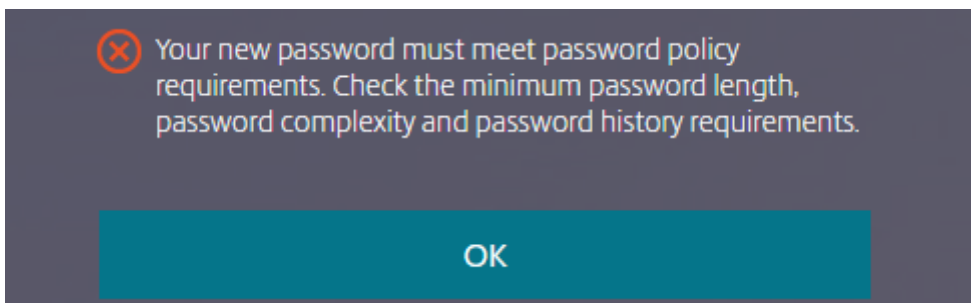 Your new password must meet password policy
requirements. Check the minimum password length,
password complexity and password history requirements.
OK